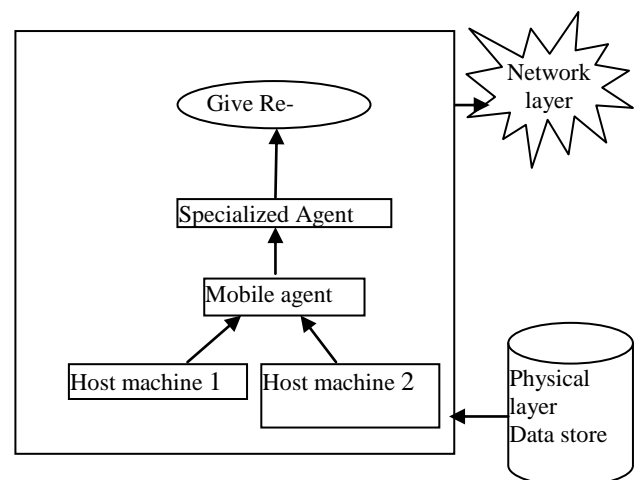 Network
layer
Give Re-
Specialized Agent
Mobile agent
Host machine 1
Host machine 2
Physical
layer
Data store